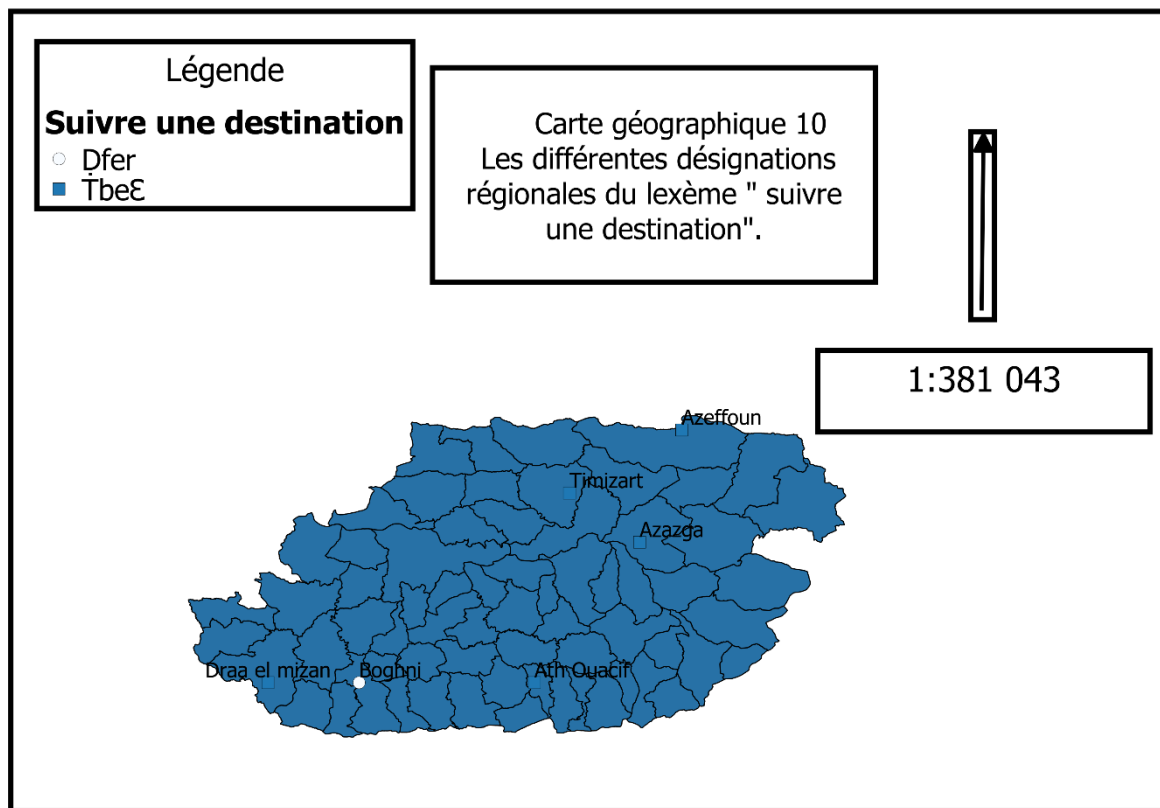 Légende
Suivre une destination
Ḍfer
ṪbeƐ
Carte géographique 10
Les différentes désignations
régionales du lexème " suivre
une destination".
1:381 043
Azeffoun
Timizart
Azazga
Draa el mizan
Boghni
Ath Ouacif